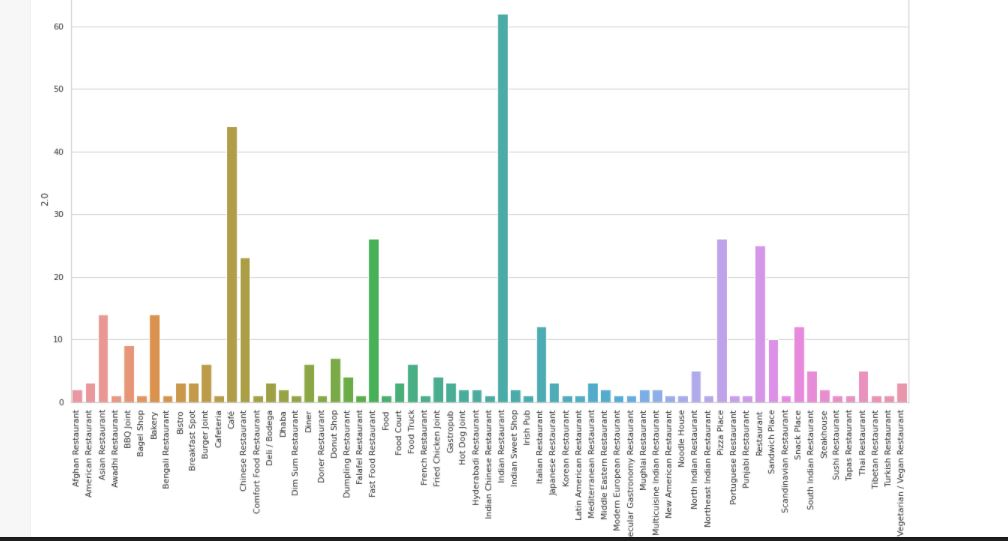 60
50
40
30
20
10
0
2.0
Afghan Restaurant
American Restaurant
Asian Restaurant
Awadhi Restaurant
BBQ Joint
Bagel Shop
Bakery
Bengali Restaurant
Bistro
Breakfast Spot
Burger Joint
Cafeteria
Café
Chinese Restaurant
Comfort Food Restaurant
Deli / Bodega
Dhaba
Dim Sum Restaurant
Diner
Doner Restaurant
Donut Shop
Dumpling Restaurant
Falafel Restaurant
Fast Food Restaurant
Food
Food Court
Food Truck
French Restaurant
Fried Chicken Joint
Gastropub
Hot Dog Joint
Hyderabadi Restaurant
Indian Chinese Restaurant
Indian Restaurant
Indian Sweet Shop
Irish Pub
Italian Restaurant
Japanese Restaurant
Korean Restaurant
Latin American Restaurant
Mediterranean Restaurant
Middle Eastern Restaurant
Modern European Restaurant
ecular Gastronomy Restaurant
Mughlai Restaurant
Multicuisine Indian Restaurant
New American Restaurant
Noodle House
North Indian Restaurant
Northeast Indian Restaurant
Pizza Place
Portuguese Restaurant
Punjabi Restaurant
Restaurant
Sandwich Place
Scandinavian Restaurant
Snack Place
South Indian Restaurant
Steakhouse
Sushi Restaurant
Tapas Restaurant
Thai Restaurant
Tibetan Restaurant
Turkish Restaurant
Vegetarian / Vegan Restaurant